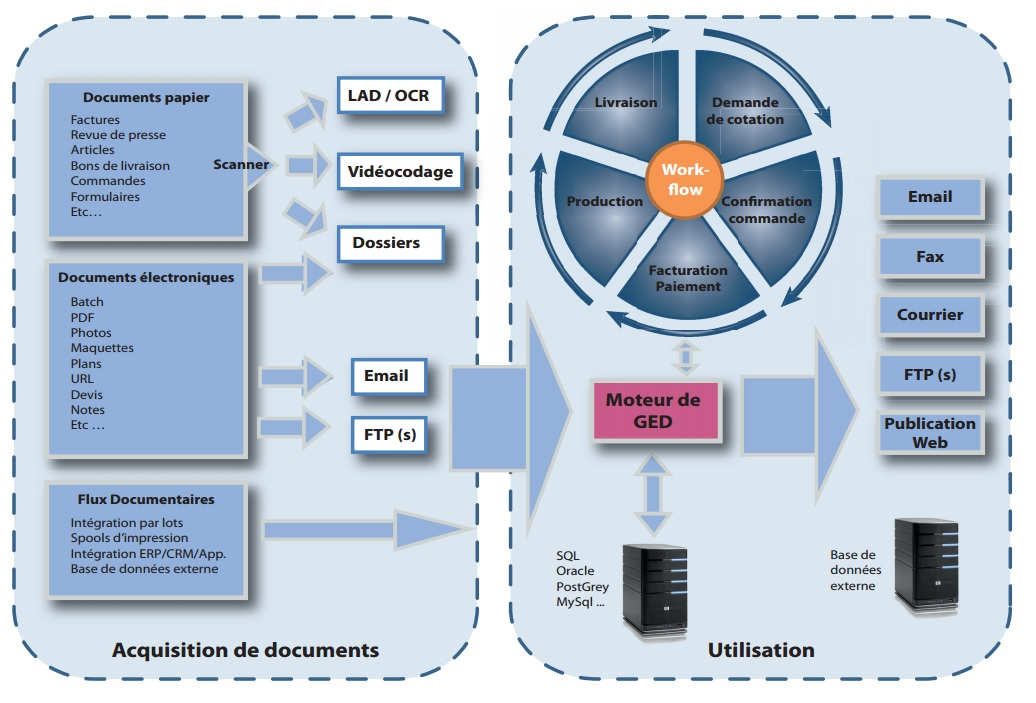 Documents papier
Factures
Revue de presse
Articles
Bons de livraison
Commandes
Formulaires
Etc…
Scanner
LAD / OCR
Vidéocodage
Dossiers
Documents électroniques
Batch
PDF
Photos
Maquettes
Plans
URL
Devis
Notes
Etc …
Email
FTP (s)
Flux Documentaires
Intégration par lots
Spools d’impression
Intégration ERP/CRM/App.
Base de données externe
Acquisition de documents
Livraison
Demande
de cotation
Work-
flow
Production
Confirmation
commande
Facturation
Paiement
Moteur de
GED
SQL
Oracle
PostGrey
MySql ...
Email
Fax
Courrier
FTP (s)
Publication
Web
Base de
données
externe
Utilisation